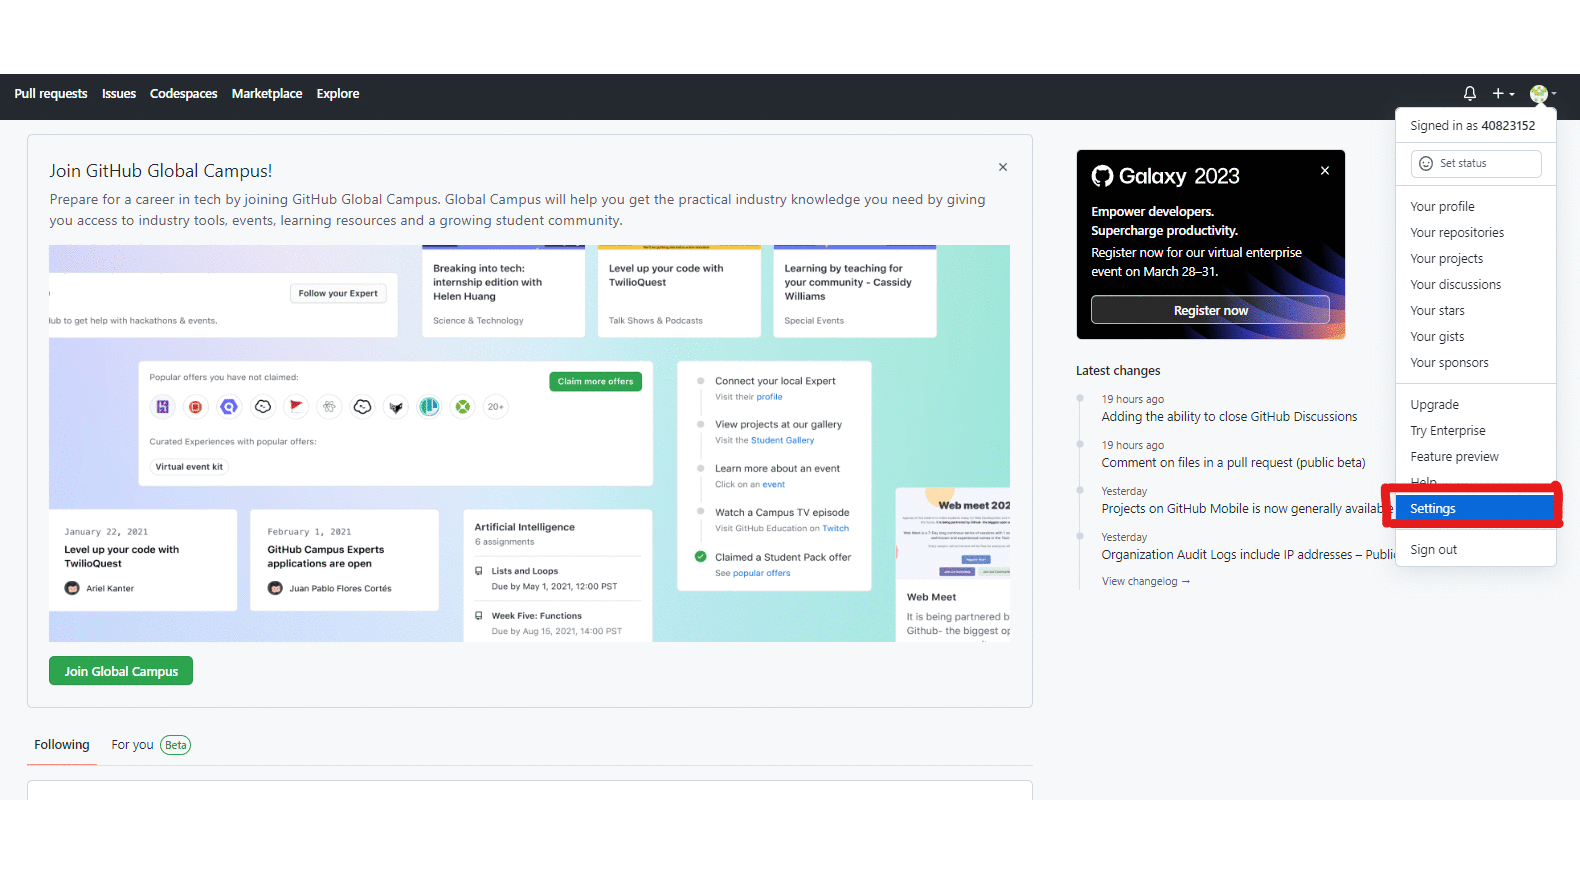 Pull requests Issues Codespaces Marketplace Explore
Signed in as 40823152
Set status
Your profile
Your repositories
Your projects
Your discussions
Your stars
Your gists
Your sponsors
Upgrade
Try Enterprise
Feature preview
Help
Settings
Sign out
Join GitHub Global Campus!
Prepare for a career in tech by joining GitHub Global Campus. Global Campus will help you get the practical industry knowledge you need by giving
you access to industry tools, events, learning resources and a growing student community.
Follow your Expert
to get help with hackathons & events.
Breaking into tech:
internship edition with
Helen Huang
Science & Technology
Level up your code with
TwilioQuest
Talk Shows & Podcasts
Learning by teaching for
your community - Cassidy
Williams
Special Events
Popular offers you have not claimed:
Claim more offers
20+
Curated Experiences with popular offers:
Virtual event kit
Connect your local Expert
Visit their profile
View projects at our gallery
Visit the Student Gallery
Learn more about an event
Click on an event
Watch a Campus TV episode
Visit GitHub Education on Twitch
Claimed a Student Pack offer
See popular offers
January 22, 2021
Level up your code with
TwilioQuest
Ariel Kanter
February 1, 2021
GitHub Campus Experts
applications are open
Juan Pablo Flores Cortés
Artificial Intelligence
6 assignments
Lists and Loops
Due by May 1, 2021, 12:00 PST
Week Five: Functions
Due by Aug 15, 2021, 14:00 PST
Web meet 202
Web Meet
It is being partnered b
Github- the biggest op
Join Global Campus
Following For you Beta
Galaxy 2023
Empower developers.
Supercharge productivity.
Register now for our virtual enterprise
event on March 28–31.
Register now
Latest changes
19 hours ago
Adding the ability to close GitHub Discussions
19 hours ago
Comment on files in a pull request (public beta)
Yesterday
Projects on GitHub Mobile is now generally available
Yesterday
Organization Audit Logs include IP addresses – Public
View changelog →